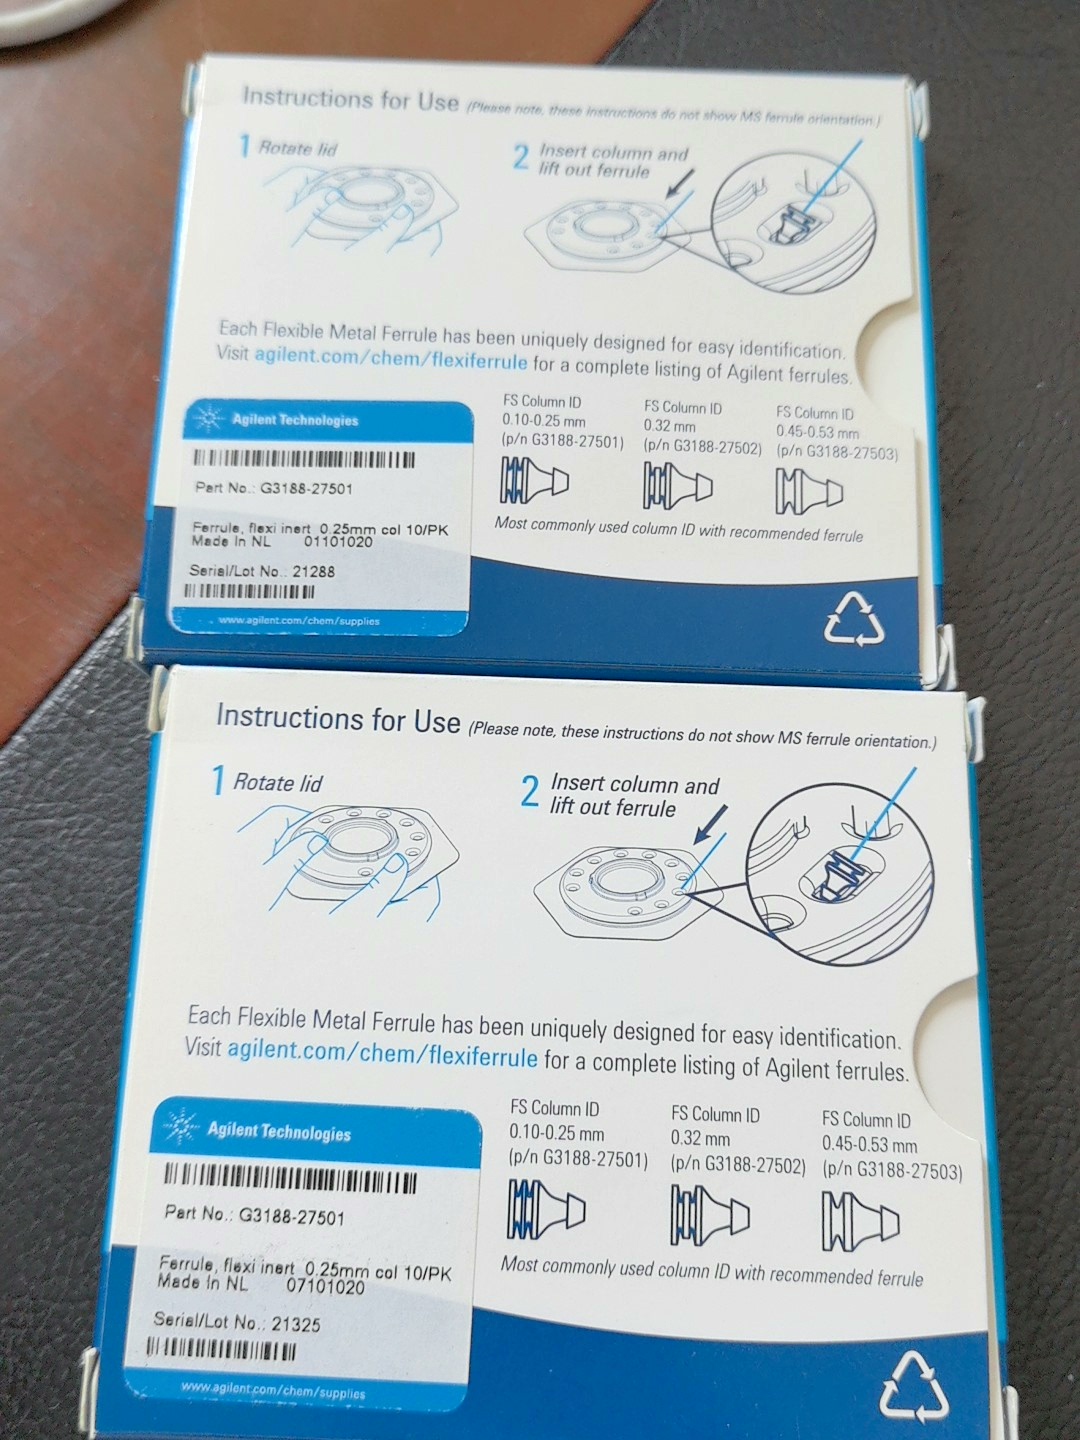 Instructions for Use (Please note, these instructions do not show MS ferrule orientation.)
1 Rotate lid
2 Insert column and
lift out ferrule
Each Flexible Metal Ferrule has been uniquely designed for easy identification.
Visit agilent.com/chem/flexiferrule for a complete listing of Agilent ferrules.
FS Column ID
0.10-0.25 mm
(p/n G3188-27501)
FS Column ID
0.32 mm
(p/n G3188-27502)
FS Column ID
0.45-0.53 mm
(p/n G3188-27503)
Most commonly used column ID with recommended ferrule
Agilent Technologies
Part No.: G3188-27501
Ferrule, flexi inert 0.25mm col 10/PK
Made In NL 01101020
Serial/Lot No.: 21288
www.agilent.com/chem/supplies
Instructions for Use (Please note, these instructions do not show MS ferrule orientation.)
1 Rotate lid
2 Insert column and
lift out ferrule
Each Flexible Metal Ferrule has been uniquely designed for easy identification.
Visit agilent.com/chem/flexiferrule for a complete listing of Agilent ferrules.
FS Column ID
0.10-0.25 mm
(p/n G3188-27501)
FS Column ID
0.32 mm
(p/n G3188-27502)
FS Column ID
0.45-0.53 mm
(p/n G3188-27503)
Most commonly used column ID with recommended ferrule
Agilent Technologies
Part No.: G3188-27501
Ferrule, flexi inert 0.25mm col 10/PK
Made In NL 07101020
Serial/Lot No.: 21325
www.agilent.com/chem/supplies